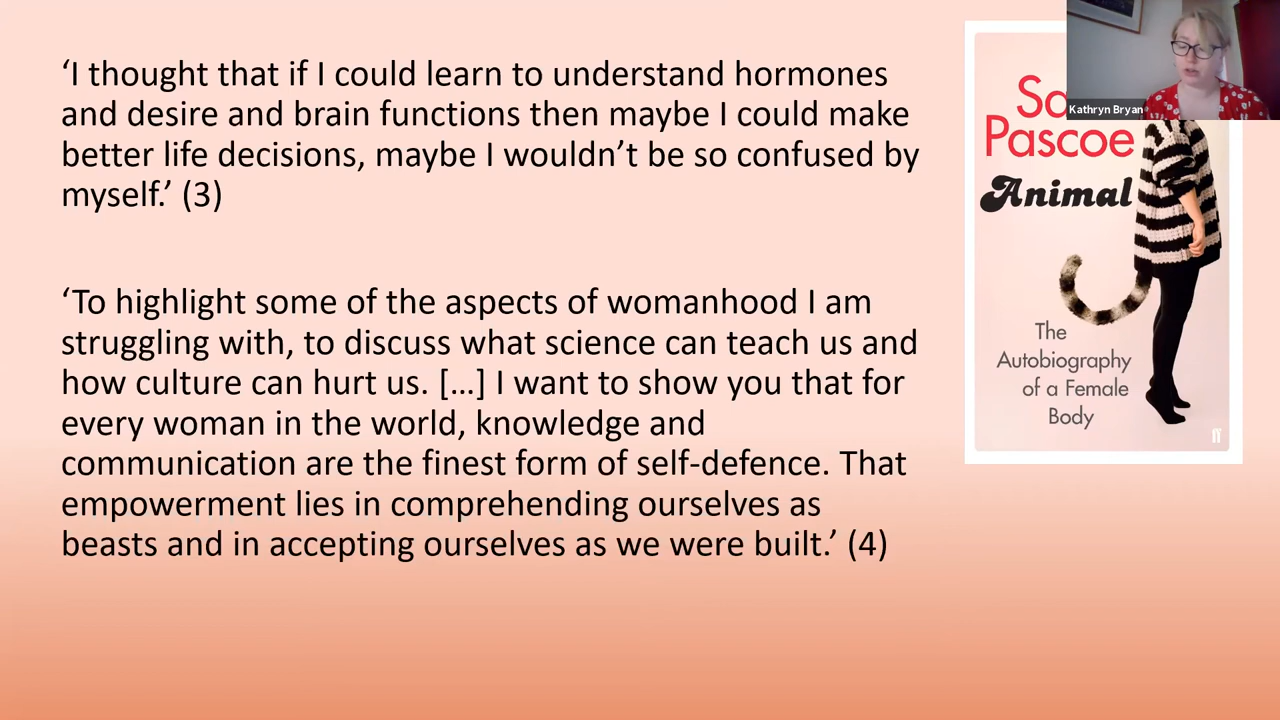 ‘I thought that if I could learn to understand hormones
and desire and brain functions then maybe I could make
better life decisions, maybe I wouldn’t be so confused by
myself.’ (3)
‘To highlight some of the aspects of womanhood I am
struggling with, to discuss what science can teach us and
how culture can hurt us. […] I want to show you that for
every woman in the world, knowledge and
communication are the finest form of self-defence. That
empowerment lies in comprehending ourselves as
beasts and in accepting ourselves as we were built.’ (4)
Kathryn Bryan
Pascoe
Animal
The
Autobiography
of a Female
Body
ff